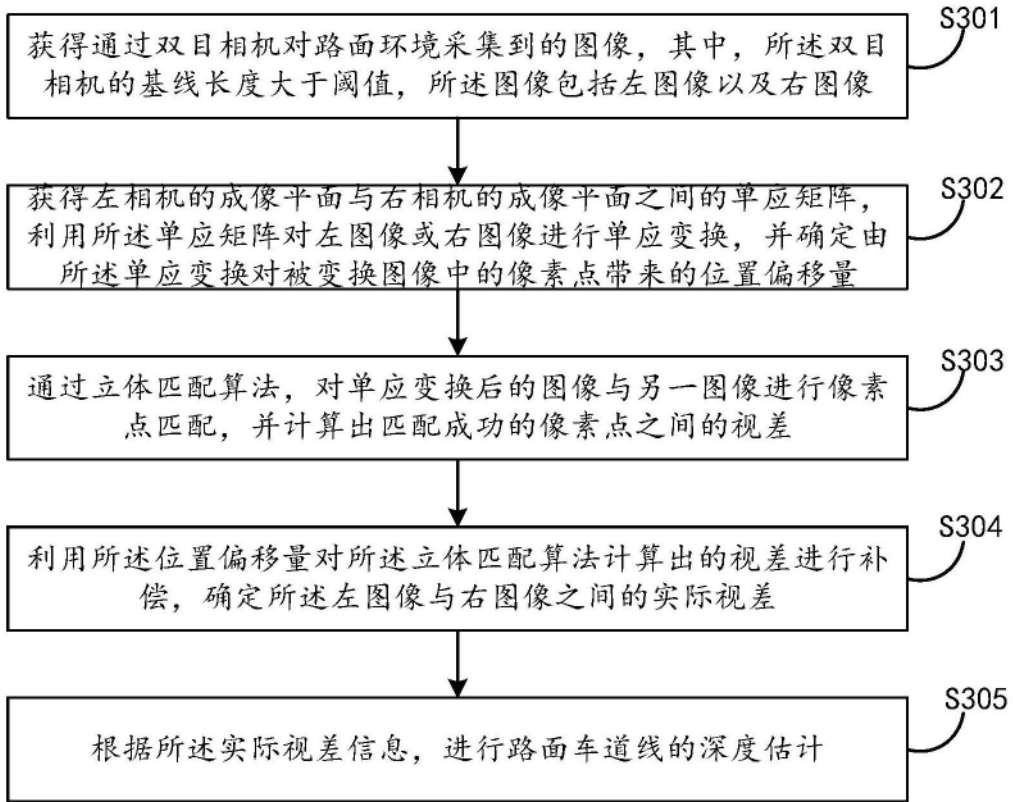 S301
获得通过双目相机对路面环境采集到的图像，其中，所述双目
相机的基线长度大于阈值，所述图像包括左图像以及右图像
S302
获得左相机的成像平面与右相机的成像平面之间的单应矩阵，
利用所述单应矩阵对左图像或右图像进行单应变换，并确定由
所述单应变换对被变换图像中的像素点带来的位置偏移量
S303
通过立体匹配算法，对单应变换后的图像与另一图像进行像素
点匹配，并计算出匹配成功的像素点之间的视差
S304
利用所述位置偏移量对所述立体匹配算法计算出的视差进行补
偿，确定所述左图像与右图像之间的实际视差
S305
根据所述实际视差信息，进行路面车道线的深度估计